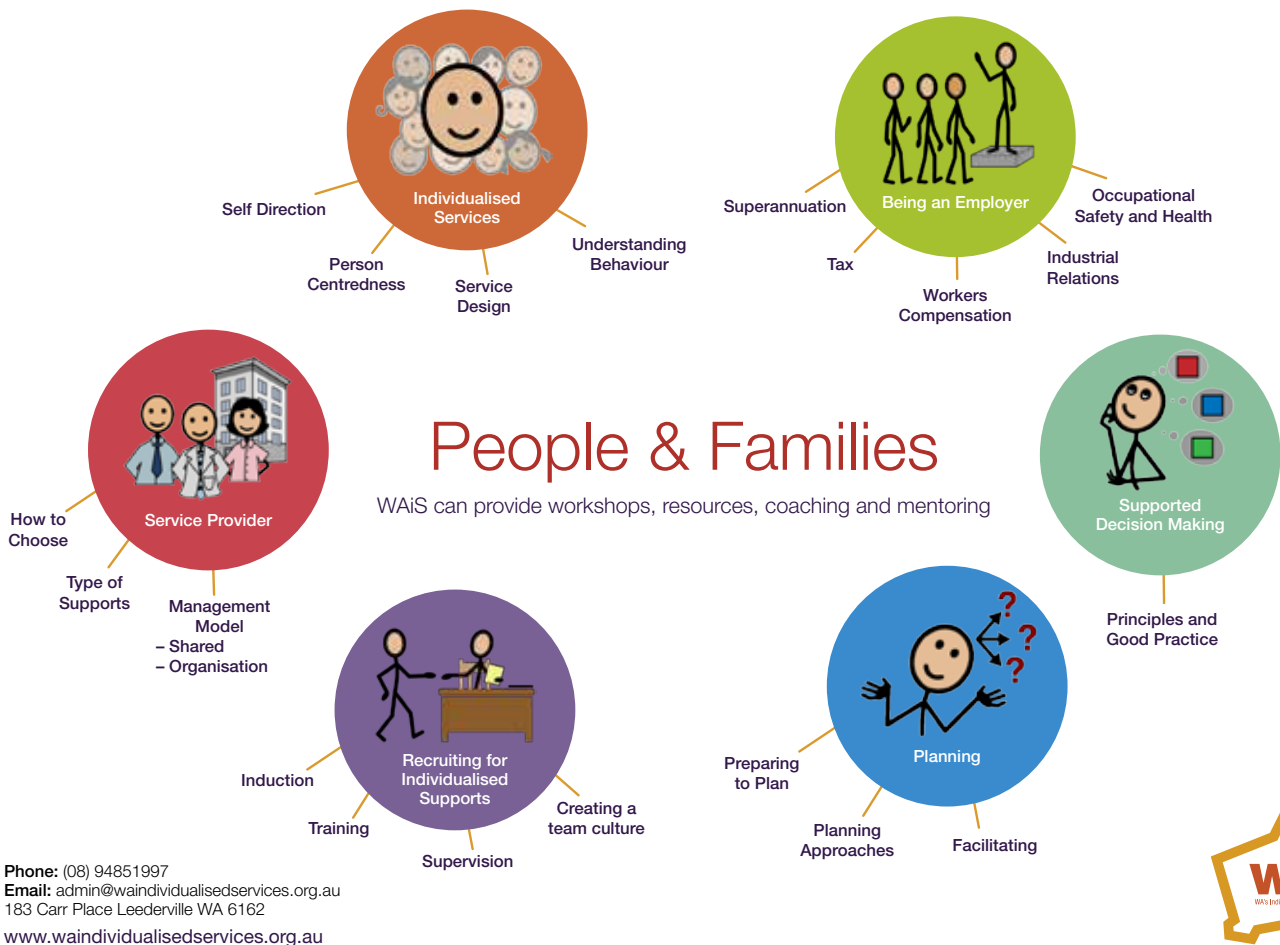 Individualised
Services
Self Direction
Person
Centredness
Service
Design
Understanding
Behaviour
Being an Employer
Superannuation
Tax
Workers
Compensation
Industrial
Relations
Occupational
Safety and Health
Service Provider
How to
Choose
Type of
Supports
Management
Model
– Shared
– Organisation
People & Families
WAiS can provide workshops, resources, coaching and mentoring
Supported
Decision Making
Principles and
Good Practice
Recruiting for
Individualised
Supports
Induction
Training
Supervision
Creating a
team culture
Planning
?
?
?
Preparing
to Plan
Planning
Approaches
Facilitating
Phone: (08) 94851997
Email: admin@waindividualisedservices.org.au
183 Carr Place Leederville WA 6162
www.waindividualisedservices.org.au
WA's